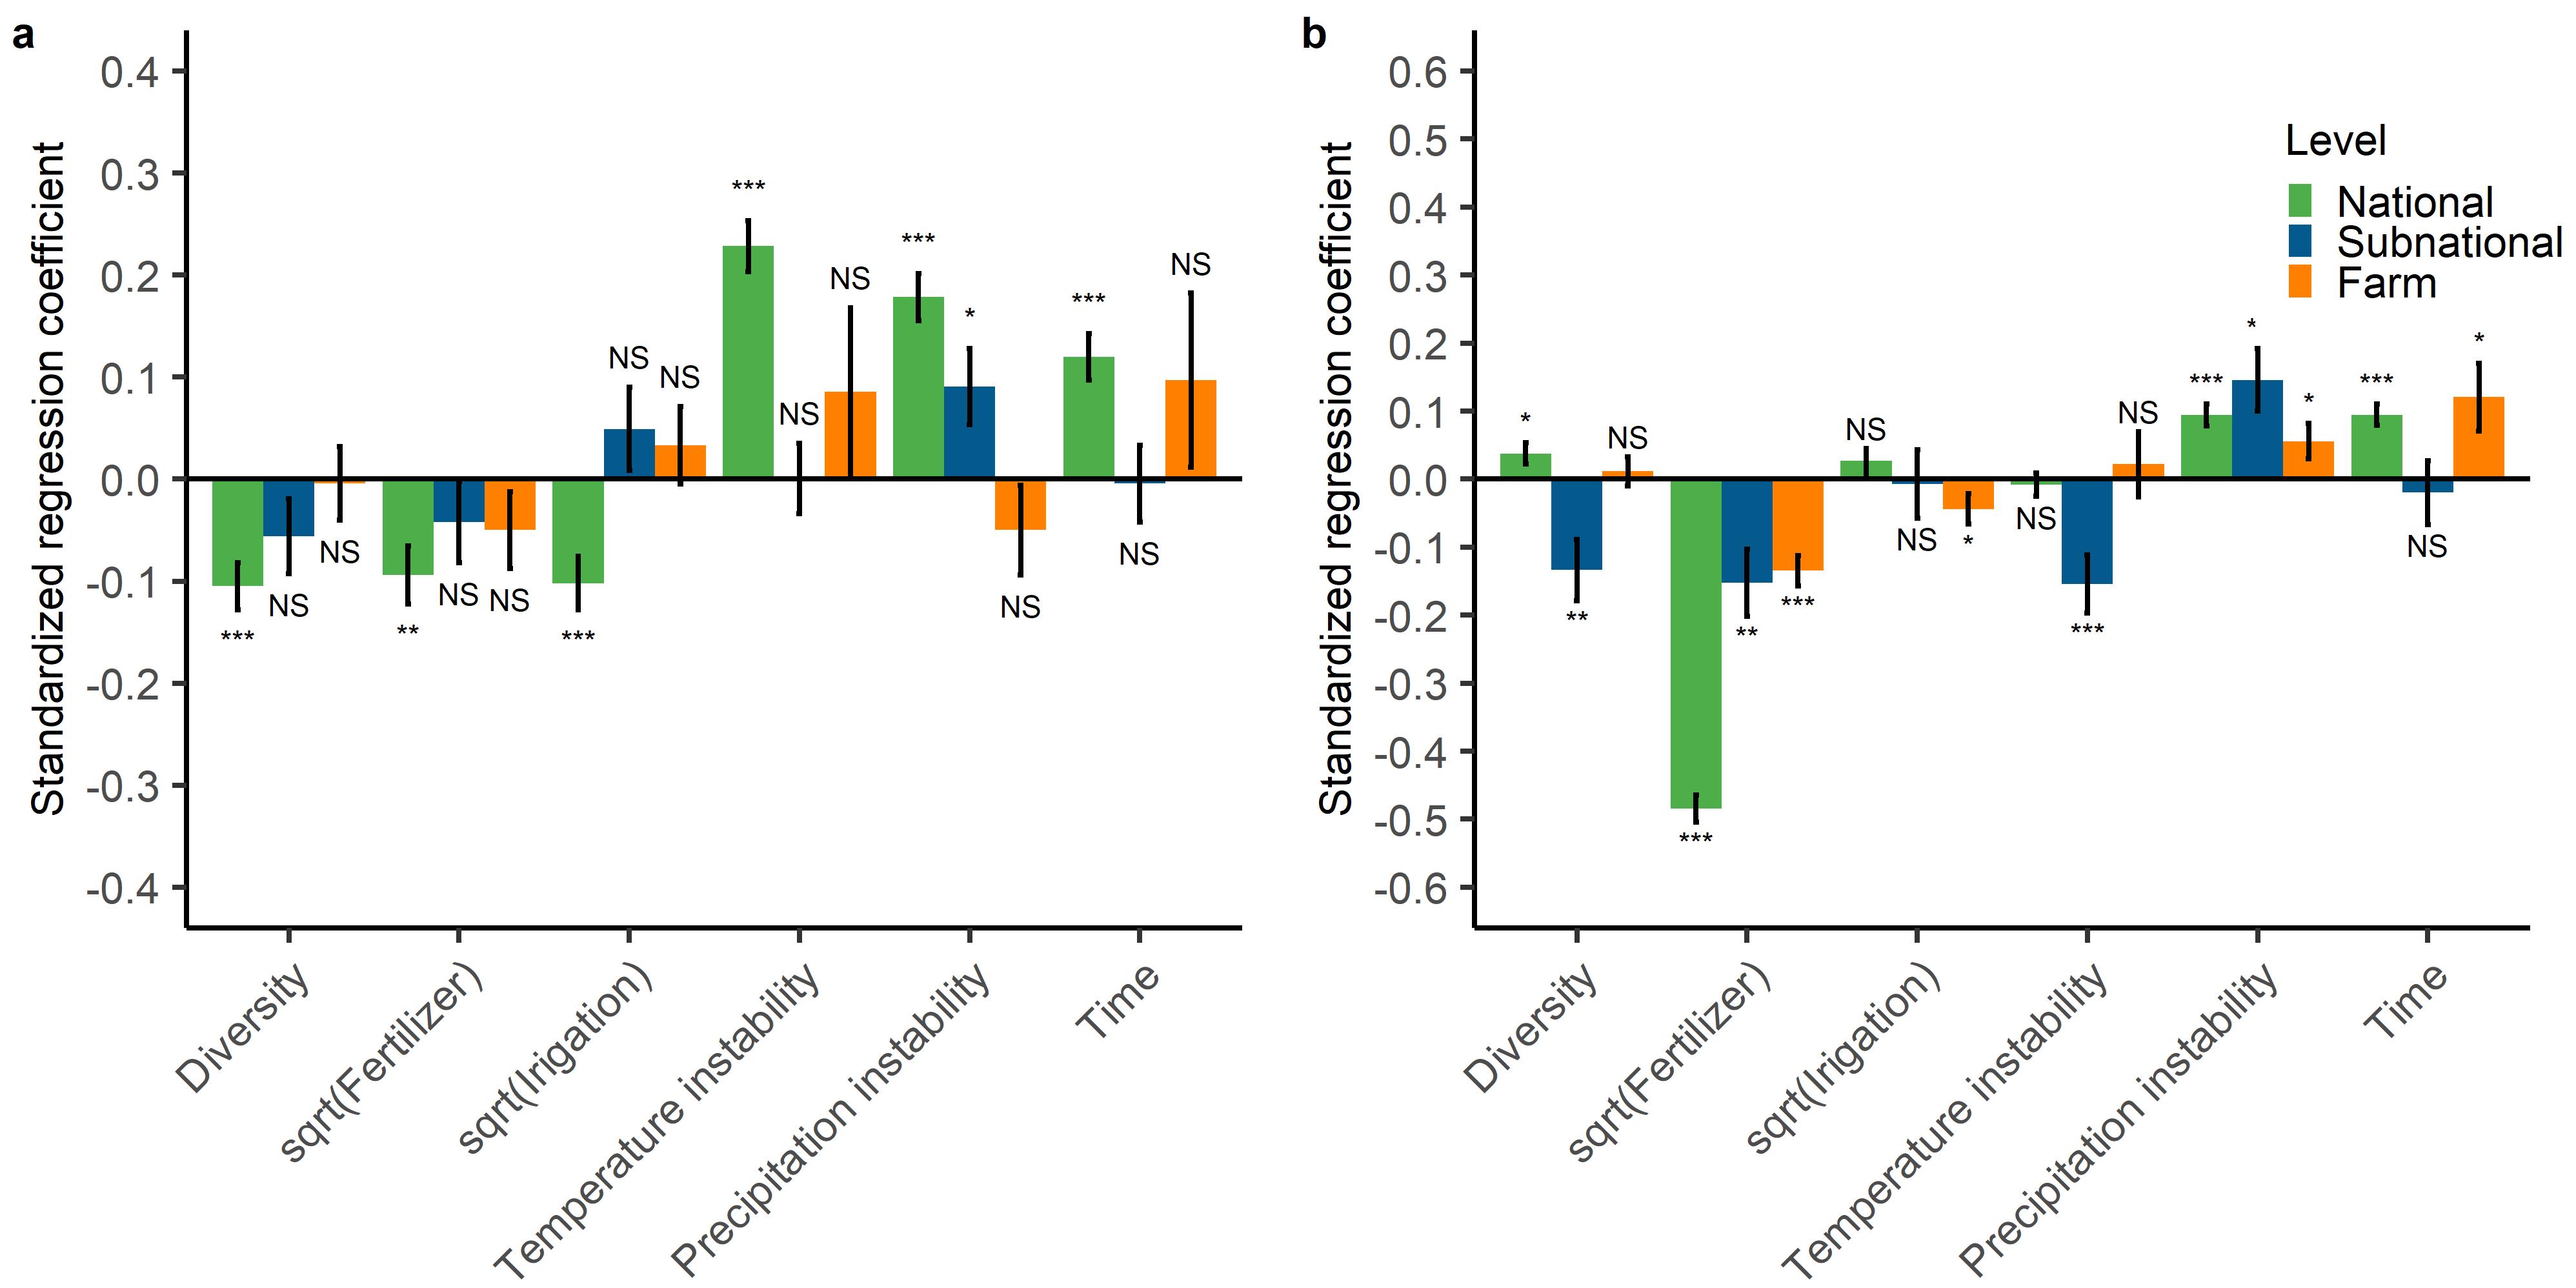 a
Standardized regression coefficient
0.4
0.3
0.2
0.1
0.0
-0.1
-0.2
-0.3
-0.4
***
NS
NS
**
NS
NS
***
NS
NS
***
NS
NS
***
*
NS
***
NS
NS
Diversity
sqrt(Fertilizer)
sqrt(Irigation)
Temperature instability
Precipitation instability
Time
b
Standardized regression coefficient
0.6
0.5
0.4
0.3
0.2
0.1
0.0
-0.1
-0.2
-0.3
-0.4
-0.5
-0.6
*
**
NS
***
**
***
NS
NS
*
NS
***
NS
***
*
*
***
NS
*
Diversity
sqrt(Fertilizer)
sqrt(Irigation)
Temperature instability
Precipitation instability
Time
Level
National
Subnational
Farm